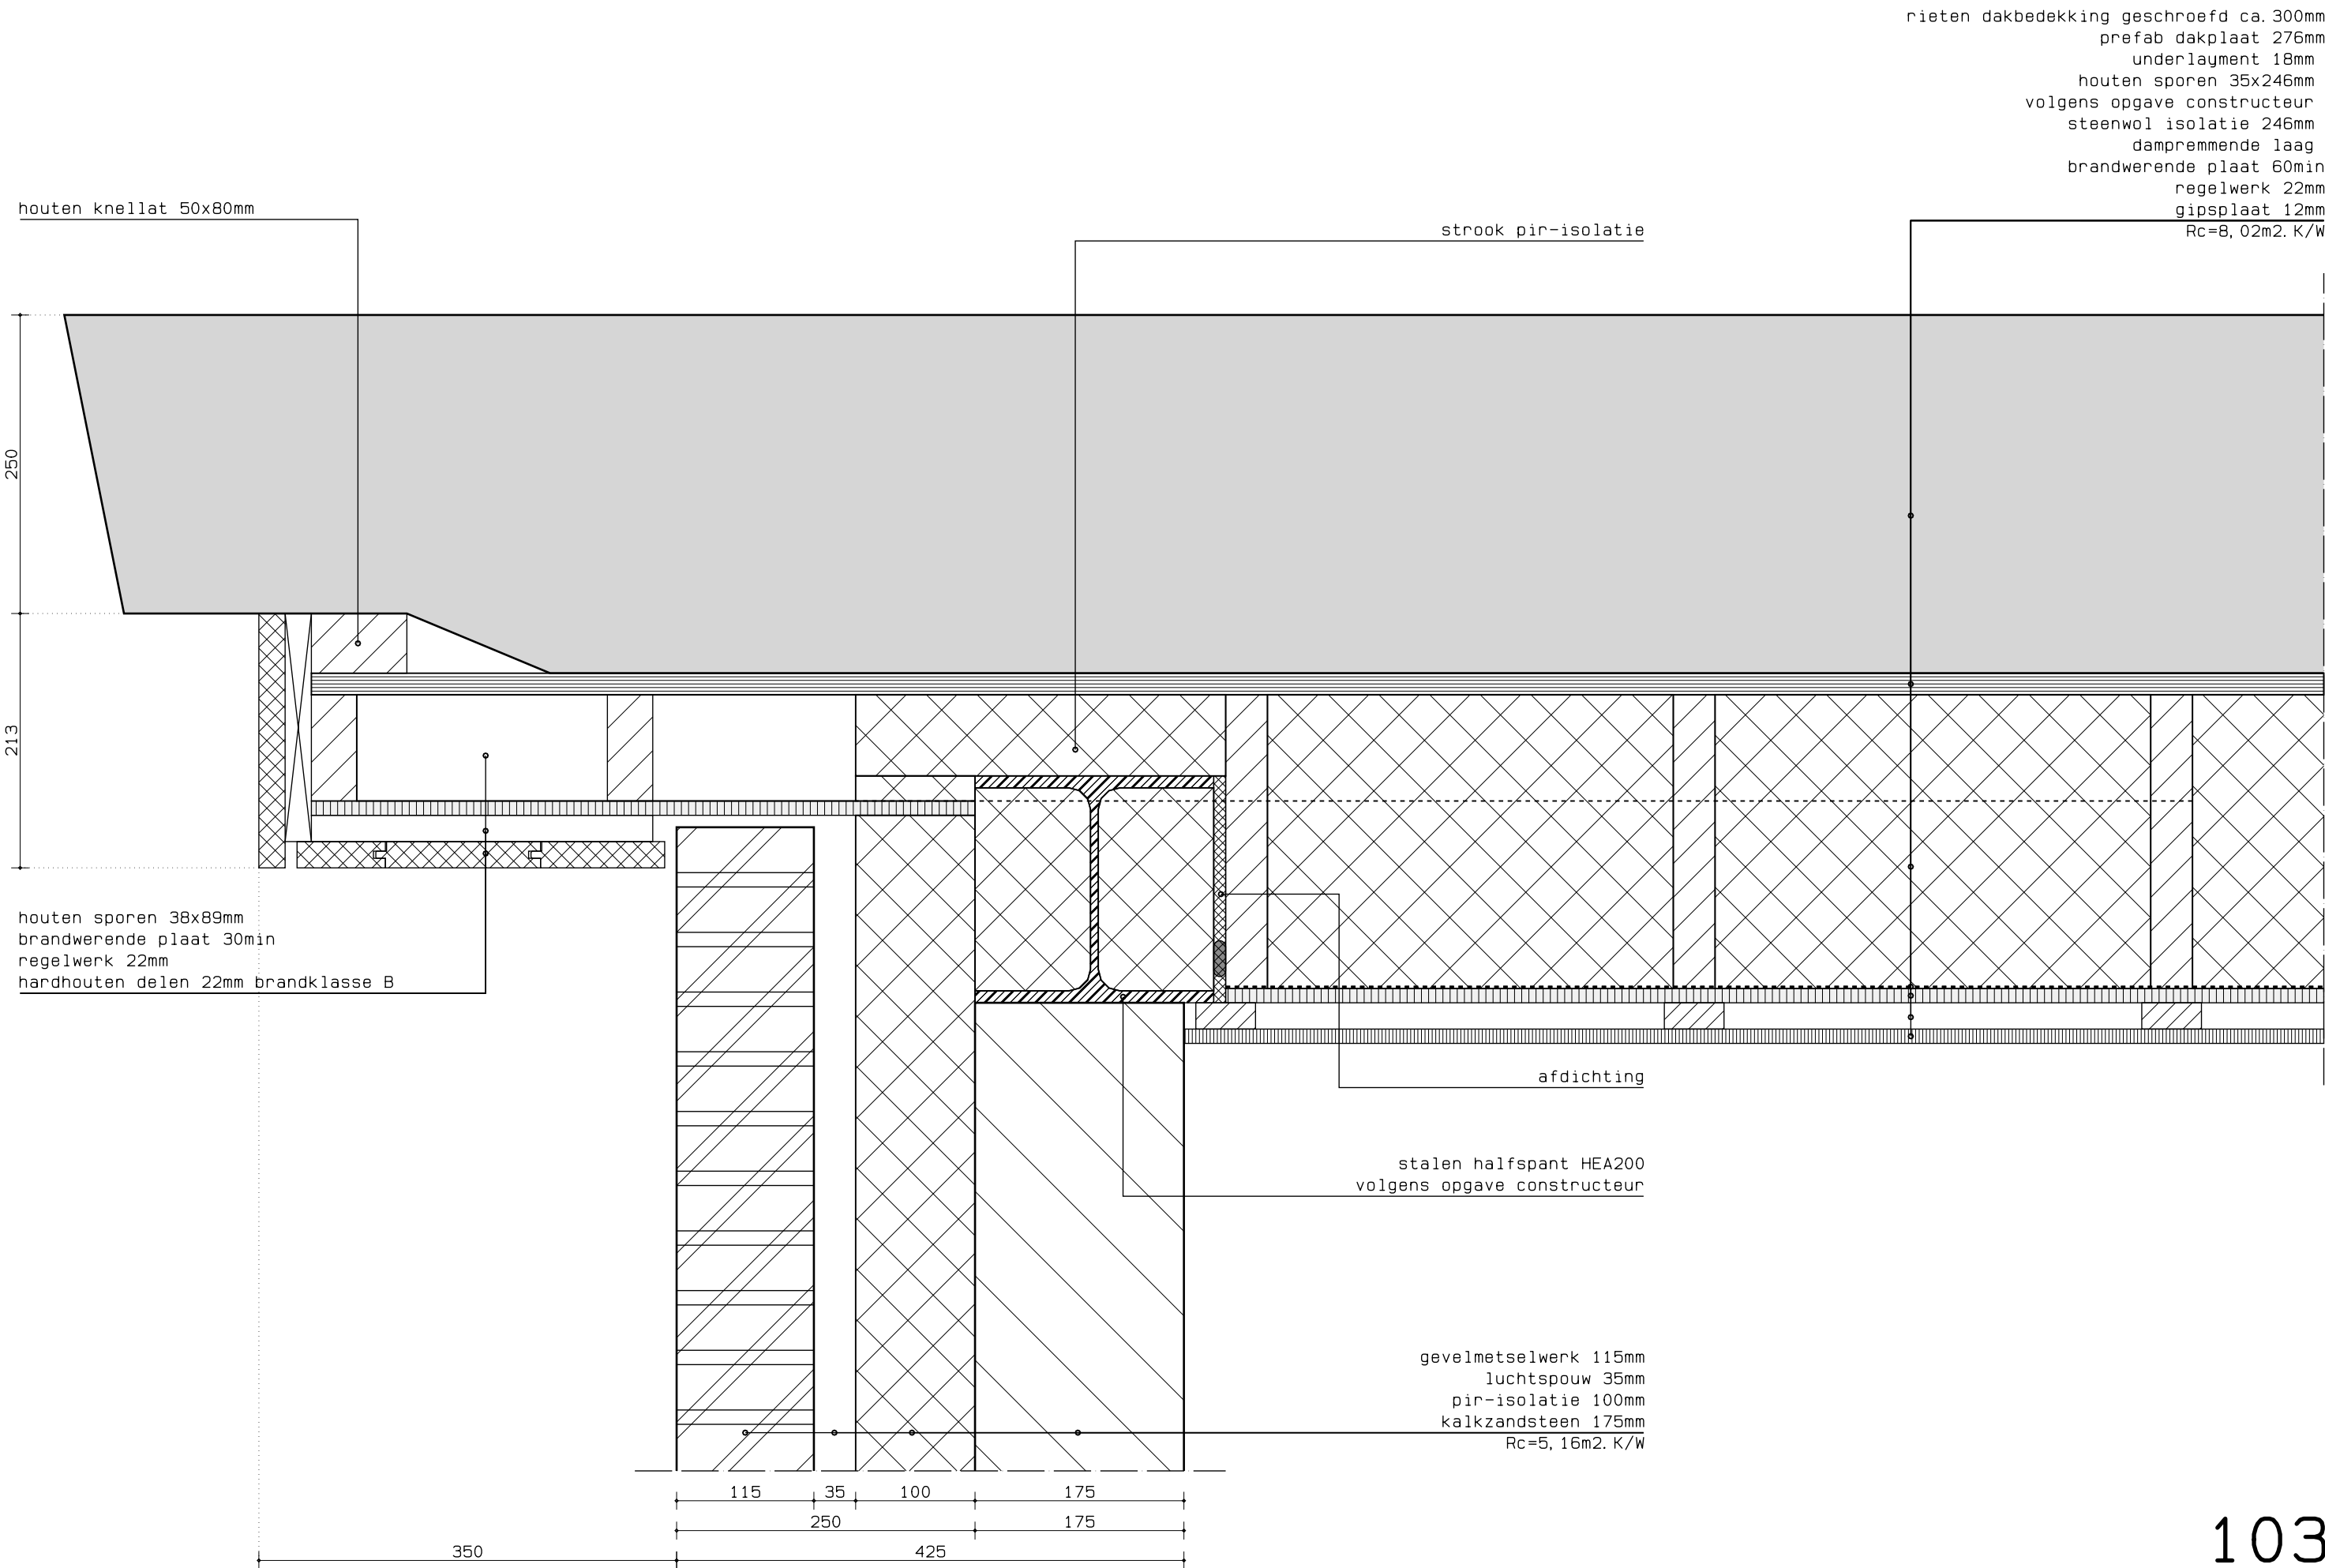 rieten dakbedekking geschroefd ca. 300mm
prefab dakplaat 276mm
underlayment 18mm
houten sporen 35x246mm
volgens opgave constructeur
steenwol isolatie 246mm
dampremmende laag
brandwerende plaat 60min
regelwerk 22mm
gipsplaat 12mm
Rc=8,02m2.K/W
houten knellat 50x80mm
strook pir-isolatie
250
213
houten sporen 38x89mm
brandwerende plaat 30min
regelwerk 22mm
hardhouten delen 22mm brandklasse B
afdichting
stalen halfspant HEA200
volgens opgave constructeur
gevelmetselwerk 115mm
luchtspouw 35mm
pir-isolatie 100mm
kalkzandsteen 175mm
Rc=5,16m2.K/W
115 35 100 175
250 175
350 425
103